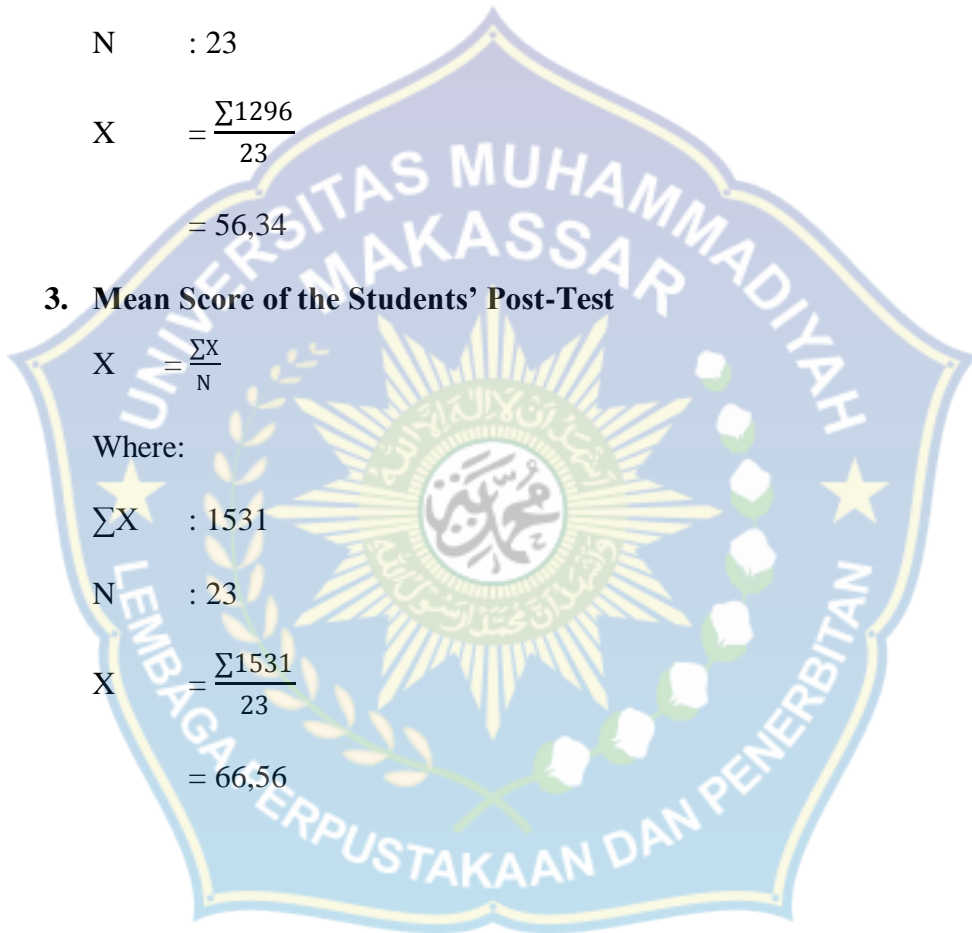 N : 23
X = ∑1296
23
= 56,34
3. Mean Score of the Students’ Post-Test
X = ∑X
N
Where:
∑X : 1531
N : 23
X = ∑1531
23
= 66,56
UNIVERSITAS MUHAMMADIYAH
MAKASSAR
LEMBAGA PERPUSTAKAAN DAN PENERBITAN